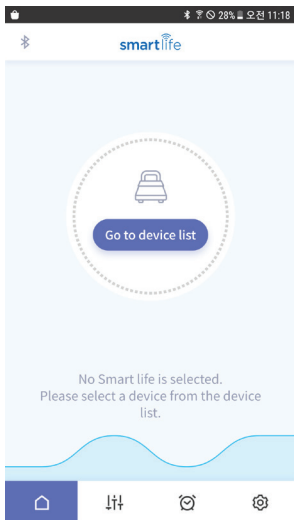 28% 오전 11:18
smartlife
Go to device list
No Smart life is selected.
Please select a device from the device
list.